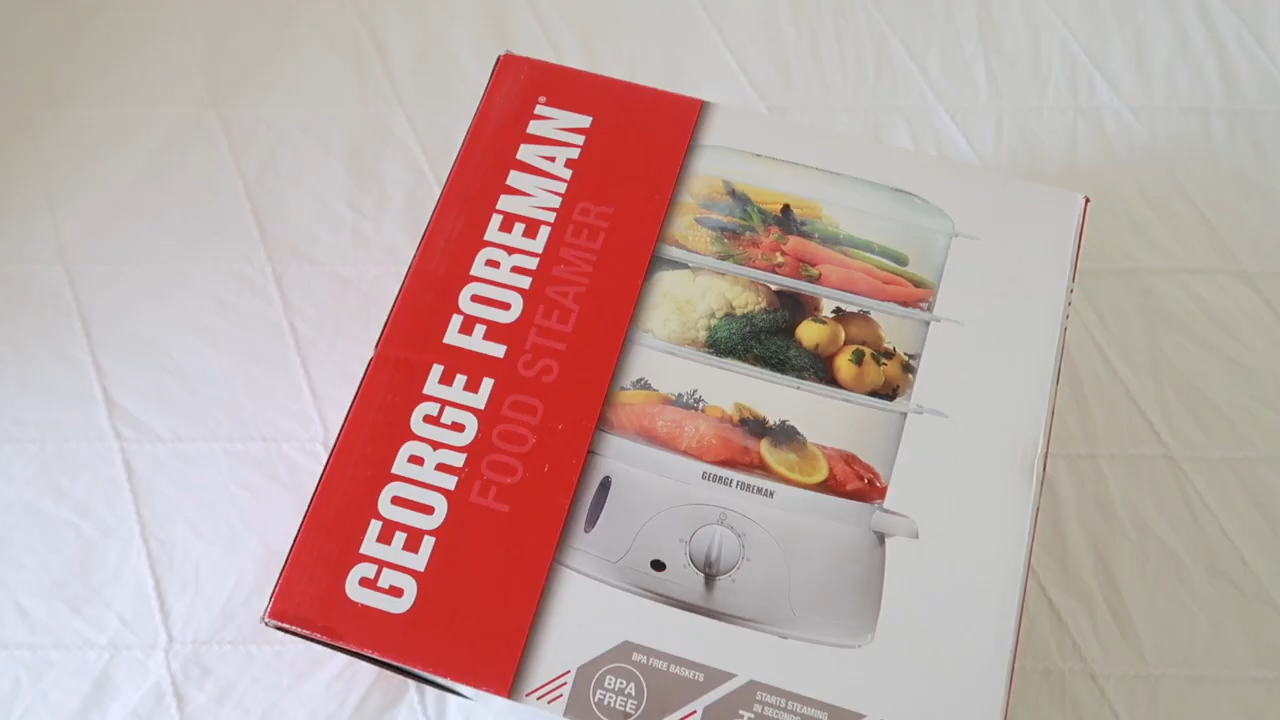 GEORGE FOREMAN®
FOOD STEAMER
GEORGE FOREMAN
BPA FREE BASKETS
BPA
FREE
STARTS STEAMING
IN SECONDS